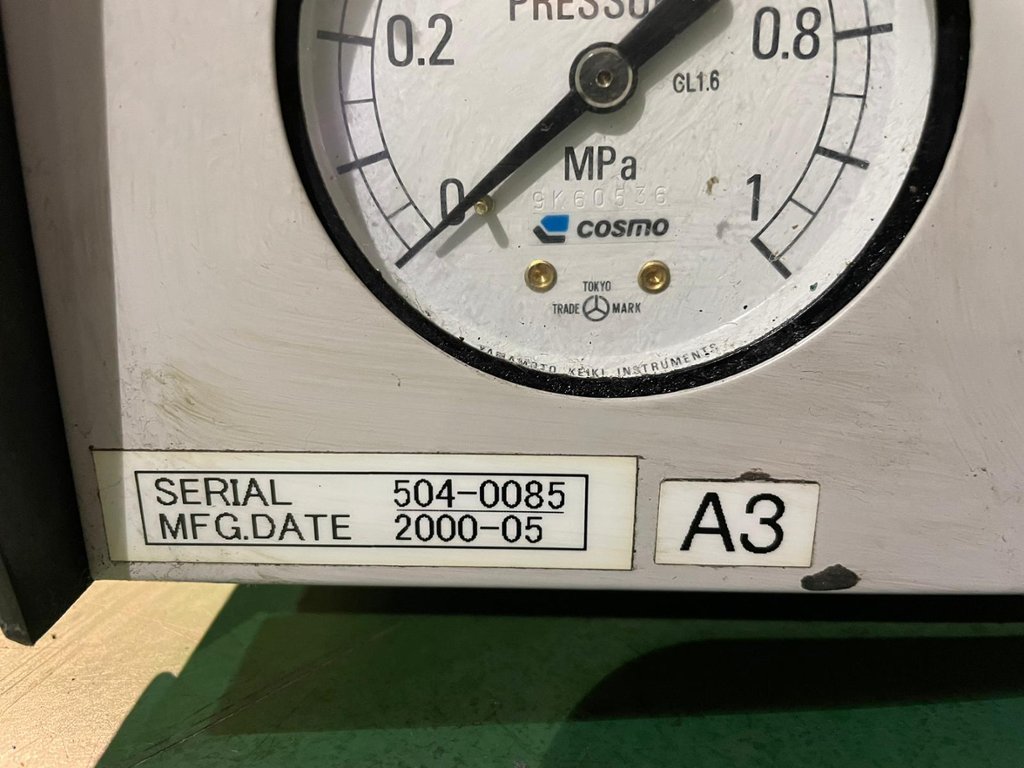 PRESSU
0.2
0.8
GL1.6
MPa
0
1
9K60536
COSMO
TOKYO
TRADE MARK
YAMAMOTO KEIKI INSTRUMENTS
SERIAL 504-0085
MFG.DATE 2000-05
A3